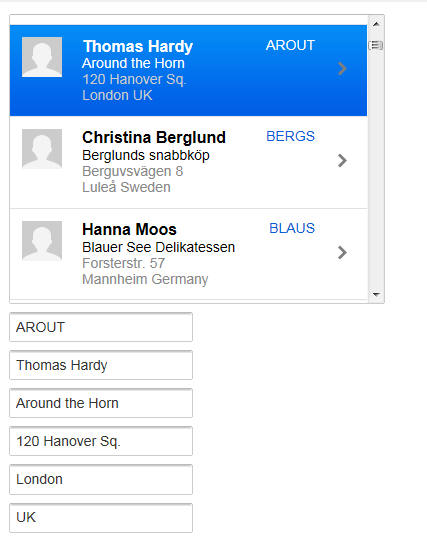 Thomas Hardy AROUT
Around the Horn
120 Hanover Sq.
London UK
Christina Berglund BERGS
Berglunds snabbköp
Berguvsvägen 8
Luleå Sweden
Hanna Moos BLAUS
Blauer See Delikatessen
Forsterstr. 57
Mannheim Germany
AROUT
Thomas Hardy
Around the Horn
120 Hanover Sq.
London
UK